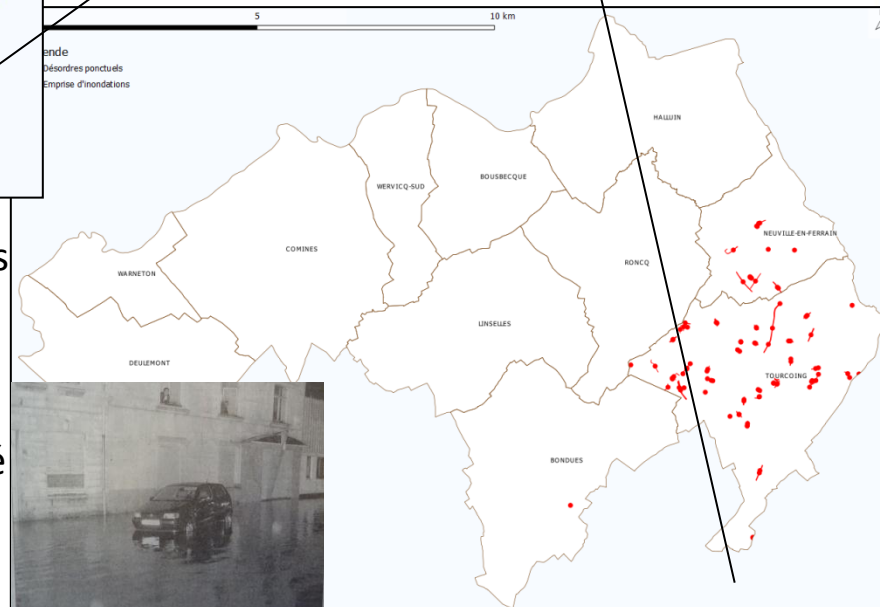 5
10 km
ende
Désordres ponctuels
Emprise d'inondations
HALLUIN
BOUSBECQUE
WERVICQ-SUD
NEUVILLE-EN-FERRAIN
COMINES
RONCQ
WARNETON
LINSELLES
DEULEMONT
TOURCOING
BONDUES
s
é